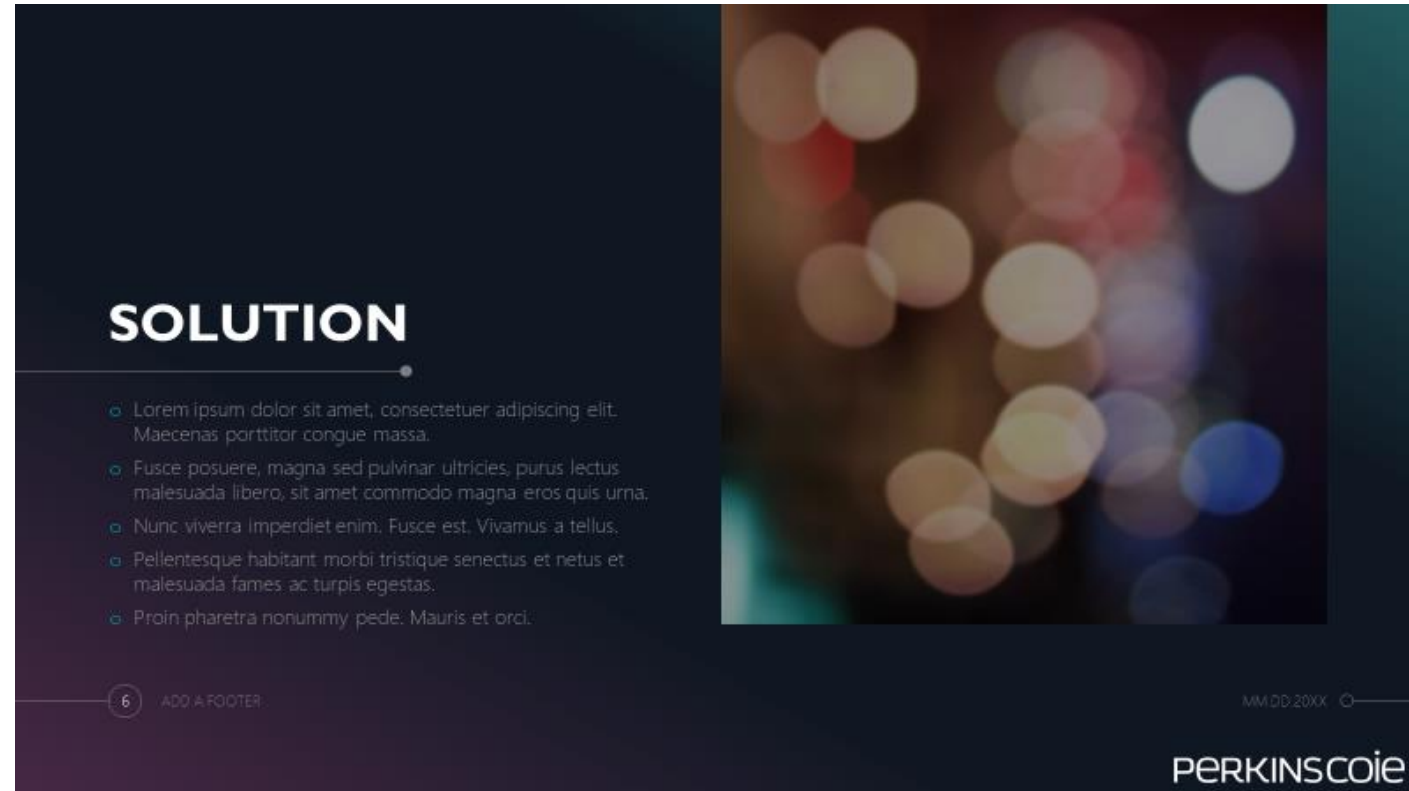 SOLUTION
o Lorem ipsum dolor sit amet, consectetuer adipiscing elit.
Maecenas porttitor congue massa.
o Fusce posuere, magna sed pulvinar ultricies, purus lectus
malesuada libero, sit amet commodo magna eros quis urna.
o Nunc viverra imperdiet enim. Fusce est. Vivamus a tellus.
o Pellentesque habitant morbi tristique senectus et netus et
malesuada fames ac turpis egestas.
o Proin pharetra nonummy pede. Mauris et orci.
6 ADD A FOOTER
MM.DD.20XX
PERKINSCOIE